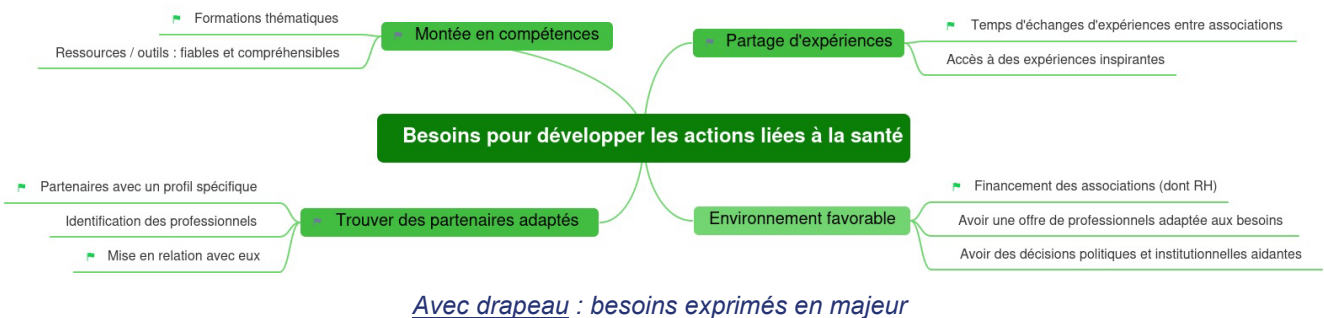 Besoins pour développer les actions liées à la santé
Montée en compétences
Formations thématiques
Ressources / outils : fiables et compréhensibles
Partage d'expériences
Temps d'échanges d'expériences entre associations
Accès à des expériences inspirantes
Trouver des partenaires adaptés
Partenaires avec un profil spécifique
Identification des professionnels
Mise en relation avec eux
Environnement favorable
Financement des associations (dont RH)
Avoir une offre de professionnels adaptée aux besoins
Avoir des décisions politiques et institutionnelles aidantes
Avec drapeau : besoins exprimés en majeur